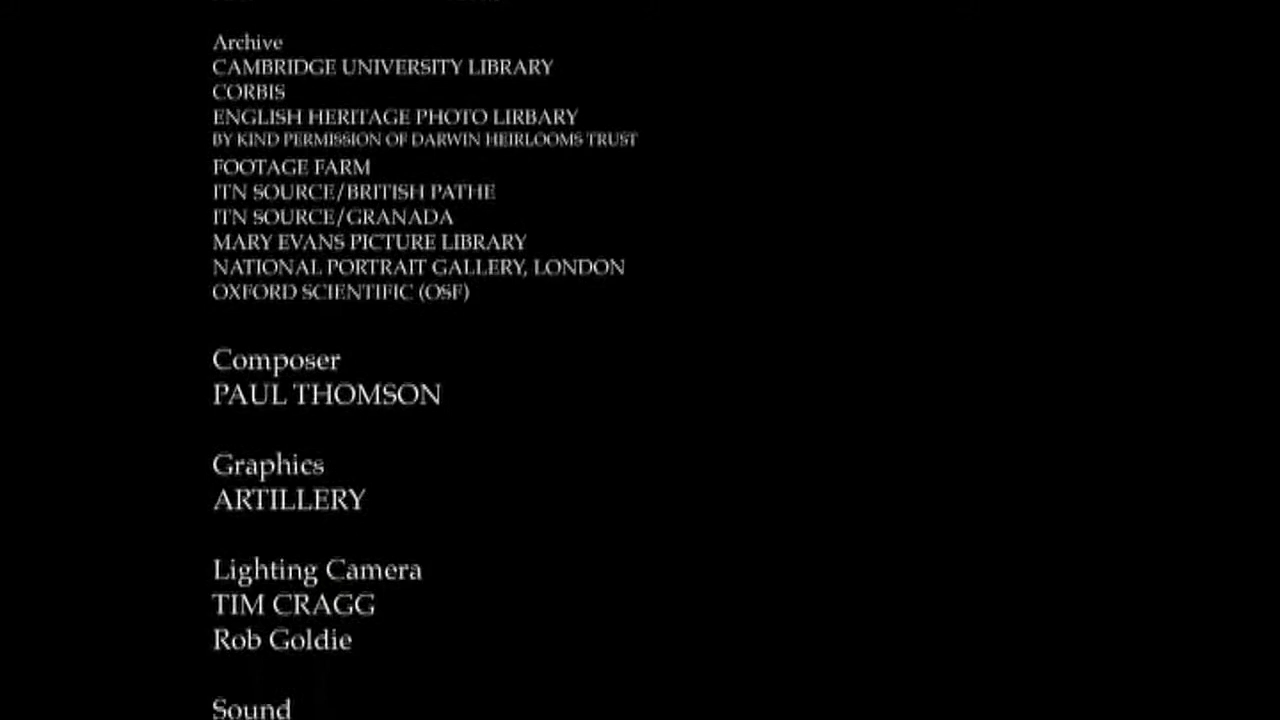 Archive
CAMBRIDGE UNIVERSITY LIBRARY
CORBIS
ENGLISH HERITAGE PHOTO LIRBARY
BY KIND PERMISSION OF DARWIN HEIRLOOMS TRUST
FOOTAGE FARM
ITN SOURCE/BRITISH PATHE
ITN SOURCE/GRANADA
MARY EVANS PICTURE LIBRARY
NATIONAL PORTRAIT GALLERY, LONDON
OXFORD SCIENTIFIC (OSF)
Composer
PAUL THOMSON
Graphics
ARTILLERY
Lighting Camera
TIM CRAGG
Rob Goldie
Sound